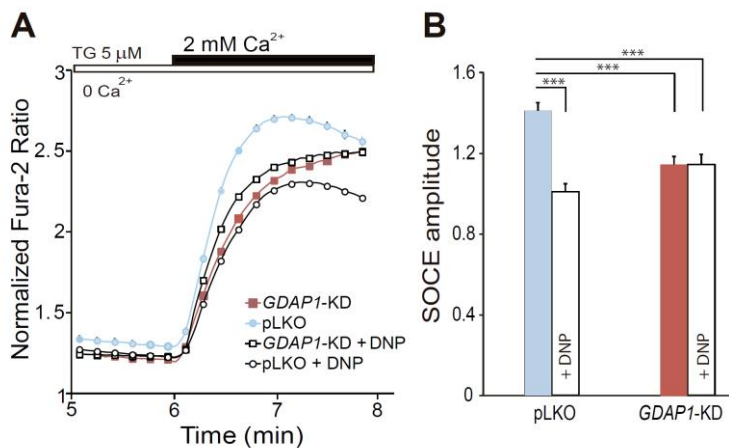 A
TG 5 µM
2 mM Ca²⁺
0 Ca²⁺
Normalized Fura-2 Ratio
3
2.5
2
1.5
1
GDAP1-KD
pLKO
GDAP1-KD + DNP
pLKO + DNP
5
6
7
8
Time (min)
B
SOCE amplitude
1.6
1.2
0.8
0.4
0
***
***
***
+ DNP
+ DNP
pLKO
GDAP1-KD